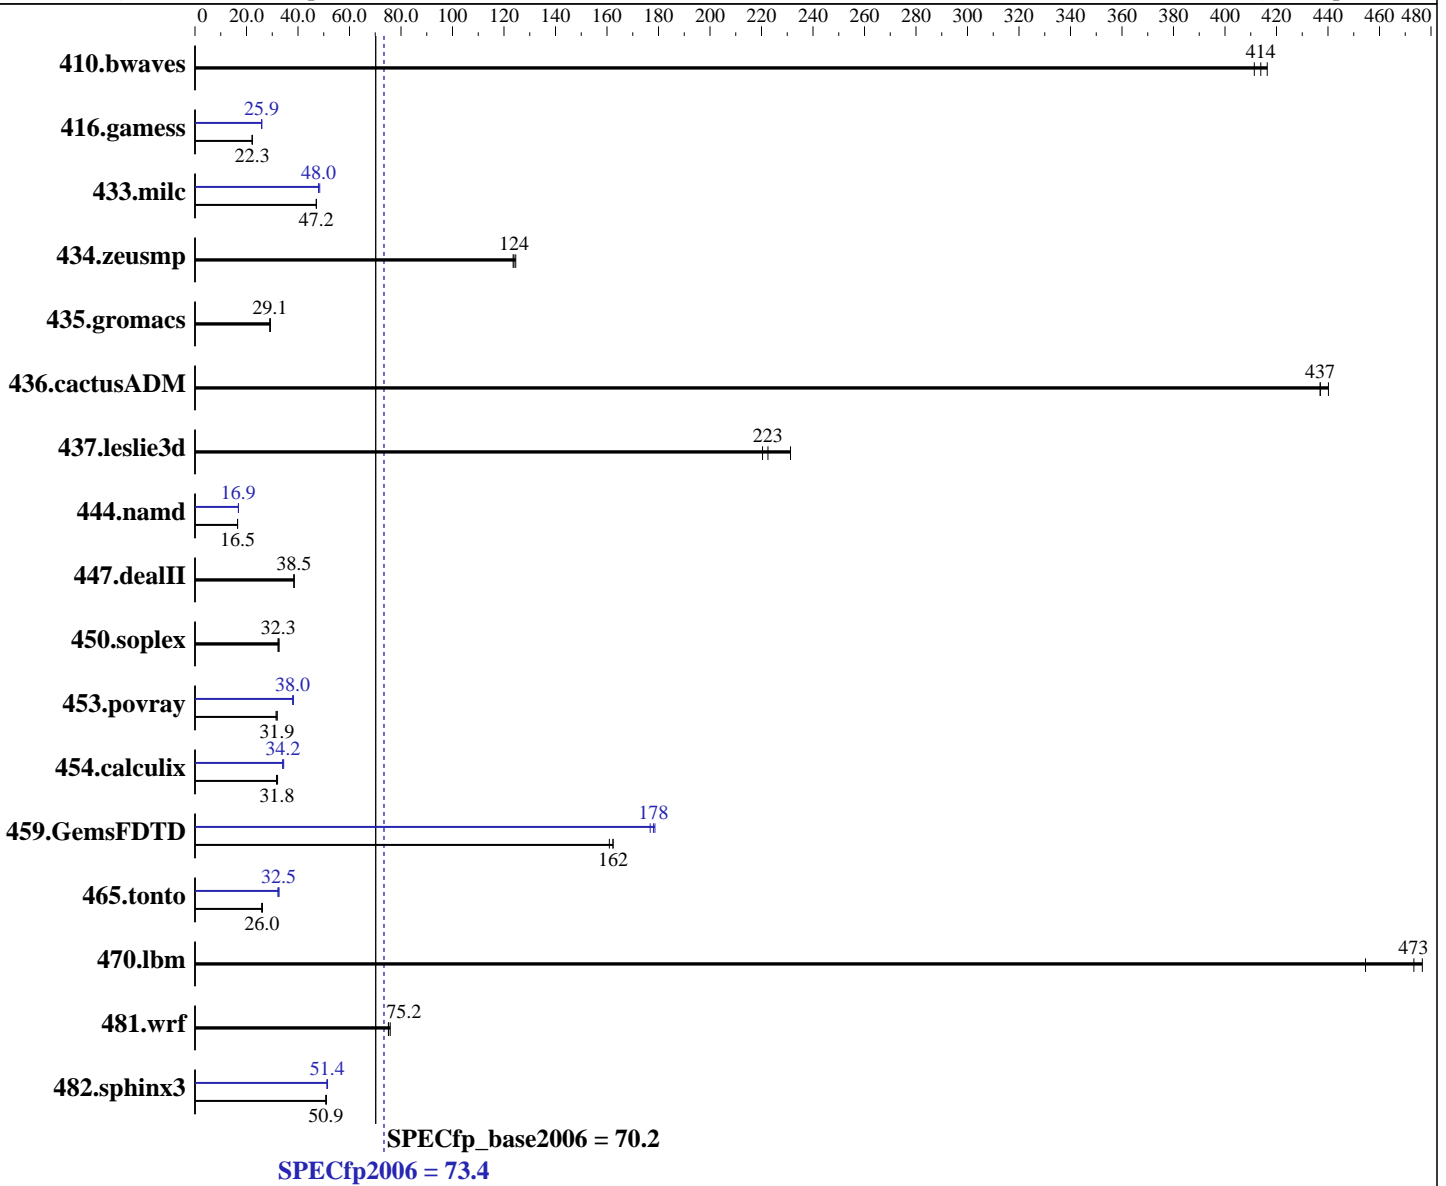 0 20.0 40.0 60.0 80.0 100 120 140 160 180 200 220 240 260 280 300 320 340 360 380 400 420 440 460 480
410.bwaves 414
416.gamess 25.9
22.3
433.milc 48.0
47.2
434.zeusmp 124
435.gromacs 29.1
436.cactusADM 437
437.leslie3d 223
444.namd 16.9
16.5
447.dealII 38.5
450.soplex 32.3
453.povray 38.0
31.9
454.calculix 34.2
31.8
459.GemsFDTD 178
162
465.tonto 32.5
26.0
470.lbm 473
481.wrf 75.2
482.sphinx3 51.4
50.9
SPECfp_base2006 = 70.2
SPECfp2006 = 73.4